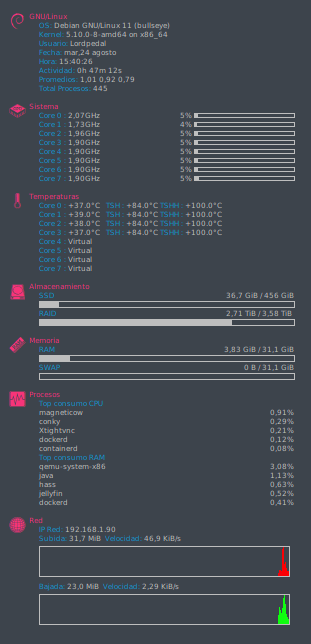 GNU/Linux
OS: Debian GNU/Linux 11 (bullseye)
Kernel: 5.10.0-8-amd64 on x86_64
Usuario: Lordpedal
Fecha: mar,24 agosto
Hora: 15:40:26
Actividad: 0h 47m 12s
Promedios: 1,01 0,92 0,79
Total Procesos: 445
Sistema
Core 0 : 2,07GHz 5%
Core 1 : 1,73GHz 4%
Core 2 : 1,96GHz 5%
Core 3 : 1,90GHz 5%
Core 4 : 1,90GHz 5%
Core 5 : 1,90GHz 5%
Core 6 : 1,90GHz 5%
Core 7 : 1,90GHz 5%
Temperaturas
Core 0 : +37.0°C TSH : +84.0°C TSHH : +100.0°C
Core 1 : +39.0°C TSH : +84.0°C TSHH : +100.0°C
Core 2 : +38.0°C TSH : +84.0°C TSHH : +100.0°C
Core 3 : +37.0°C TSH : +84.0°C TSHH : +100.0°C
Core 4 : Virtual
Core 5 : Virtual
Core 6 : Virtual
Core 7 : Virtual
Almacenamiento
SSD 36,7 GiB / 456 GiB
RAID 2,71 TiB / 3,58 TiB
Memoria
RAM 3,83 GiB / 31,1 GiB
SWAP 0 B / 31,1 GiB
Procesos
Top consumo CPU
magneticow 0,91%
conky 0,29%
Xtightvnc 0,21%
dockerd 0,12%
containerd 0,08%
Top consumo RAM
qemu-system-x86 3,08%
java 1,13%
hass 0,63%
jellyfin 0,52%
dockerd 0,41%
Red
IP Red: 192.168.1.90
Subida: 31,7 MiB Velocidad: 46,9 KiB/s
Bajada: 23,0 MiB Velocidad: 2,29 KiB/s